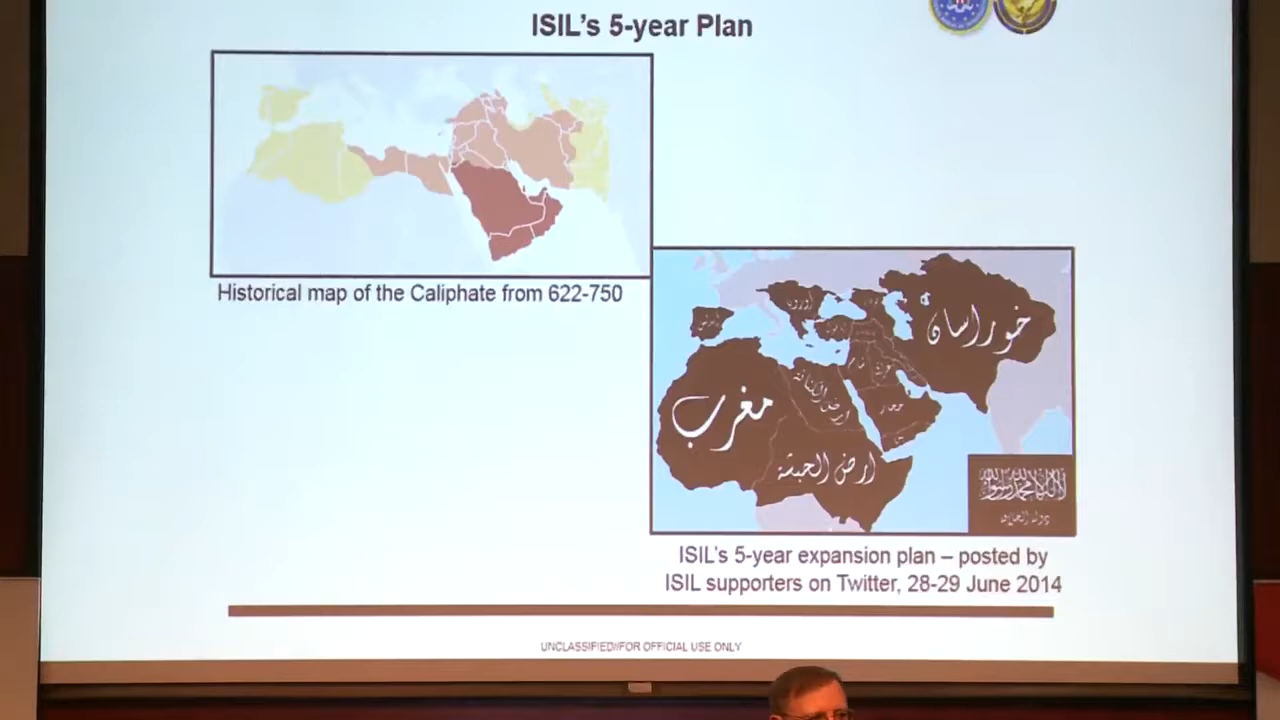 ISIL's 5-year Plan
Historical map of the Caliphate from 622-750
اوروبا
خوراسان
مغرب
ارض الحبشة
ISIL's 5-year expansion plan – posted by
ISIL supporters on Twitter, 28-29 June 2014
UNCLASSIFIED//FOR OFFICIAL USE ONLY